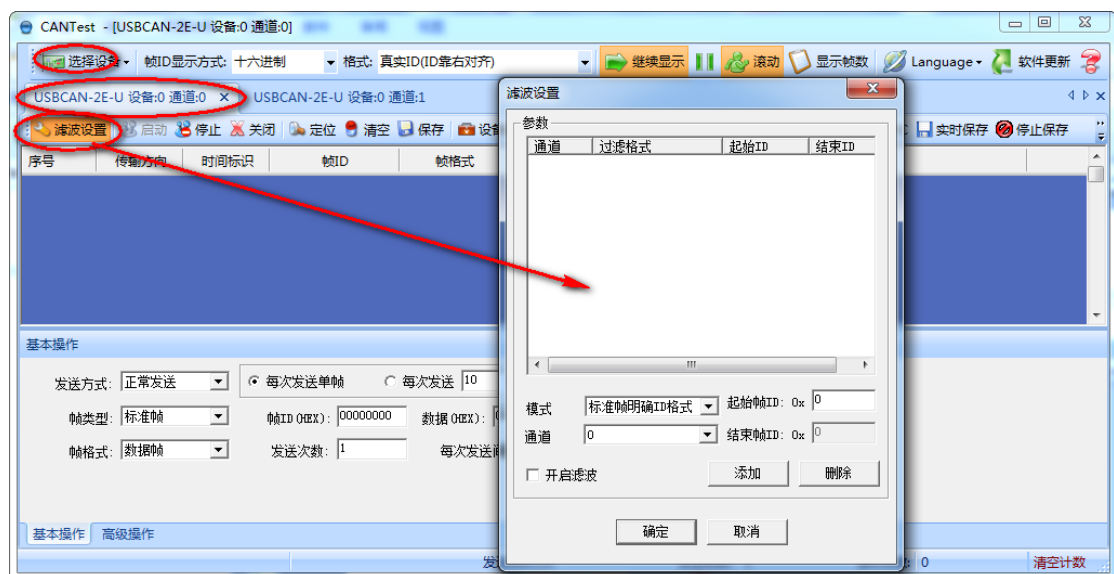 CANTest - [USBCAN-2E-U 设备:0 通道:0]
选择设备 帧ID显示方式: 十六进制 格式: 真实ID(ID靠右对齐) 继续显示 滚动 显示帧数 Language 软件更新
USBCAN-2E-U 设备:0 通道:0 × USBCAN-2E-U 设备:0 通道:1
滤波设置 启动 停止 关闭 定位 清空 保存 实时保存 停止保存
序号 传输方向 时间标识 帧ID 帧格式
滤波设置
参数
通道 过滤格式 起始ID 结束ID
模式 标准帧明确ID格式 起始帧ID: 0x 0
通道 0 结束帧ID: 0x 0
开启滤波 添加 删除
确定 取消
基本操作
发送方式: 正常发送 每次发送单帧 每次发送 10
帧类型: 标准帧 帧ID(HEX): 00000000 数据(HEX):
帧格式: 数据帧 发送次数: 1 每次发送
基本操作 高级操作
0 清空计数